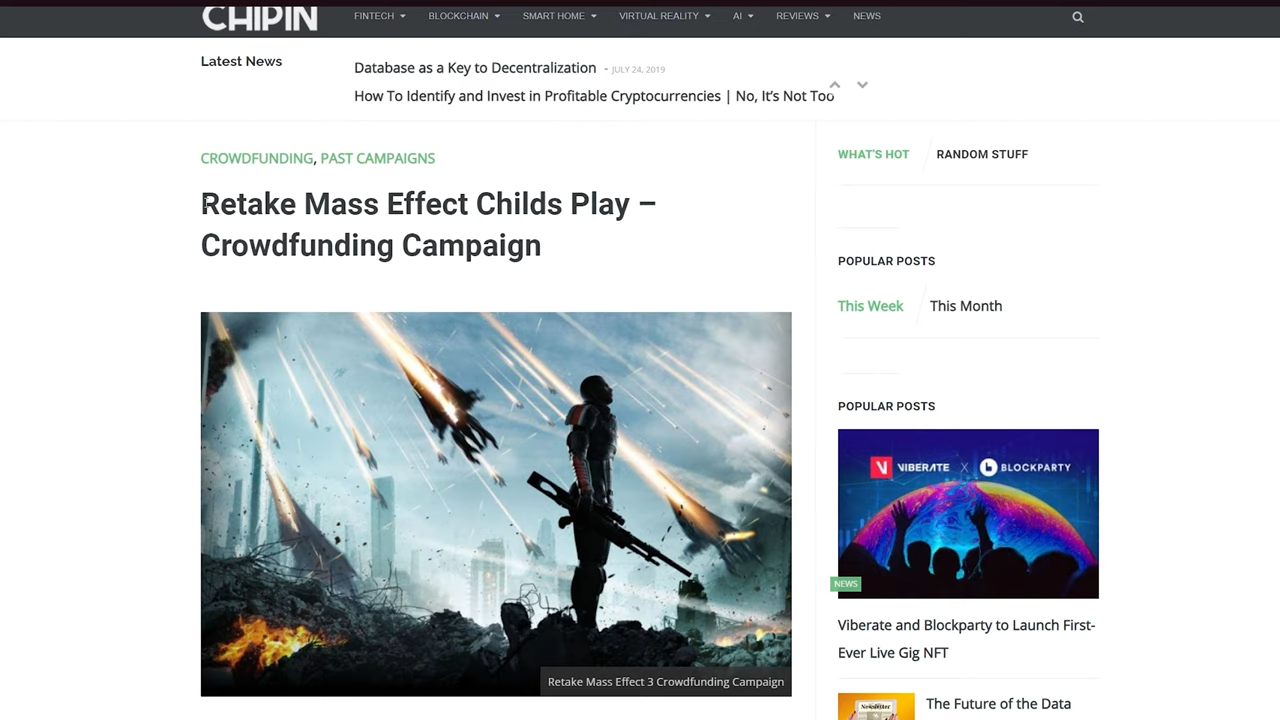 CHIPIN
FINTECH BLOCKCHAIN SMART HOME VIRTUAL REALITY AI REVIEWS NEWS
Latest News
Database as a Key to Decentralization - JULY 24, 2019
How To Identify and Invest in Profitable Cryptocurrencies | No, It's Not Too
CROWDFUNDING, PAST CAMPAIGNS
Retake Mass Effect Childs Play –
Crowdfunding Campaign
Retake Mass Effect 3 Crowdfunding Campaign
WHAT'S HOT RANDOM STUFF
POPULAR POSTS
This Week This Month
POPULAR POSTS
VIBERATE X BLOCKPARTY
NEWS
Viberate and Blockparty to Launch First-
Ever Live Gig NFT
Newsletter
The Future of the Data